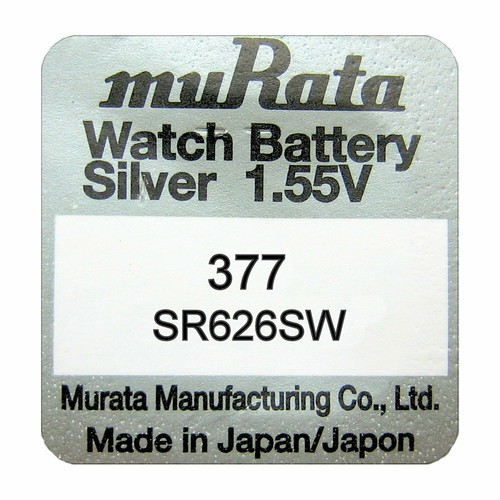 muRata
Watch Battery
Silver 1.55V
377
SR626SW
Murata Manufacturing Co., Ltd.
Made in Japan/Japon